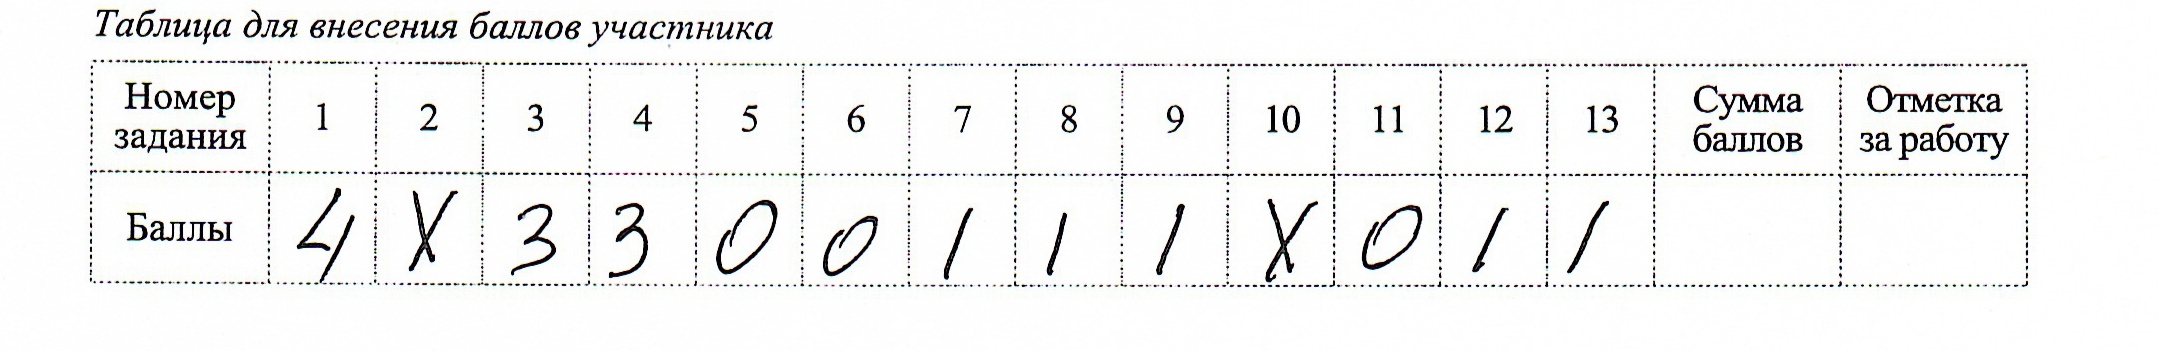 Таблица для внесения баллов участника
Номер задания 1 2 3 4 5 6 7 8 9 10 11 12 13 Сумма баллов Отметка за работу
Баллы 4 X 3 3 0 0 1 1 1 X 0 1 1